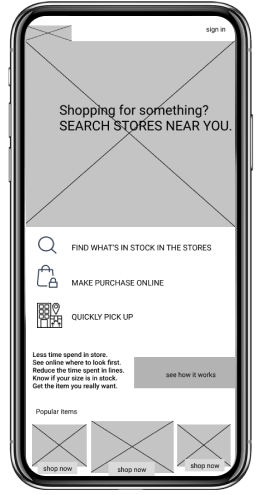 sign in
Shopping for something?
SEARCH STORES NEAR YOU.
FIND WHAT'S IN STOCK IN THE STORES
MAKE PURCHASE ONLINE
QUICKLY PICK UP
Less time spend in store.
See online where to look first.
Reduce the time spent in lines.
Know if your size is in stock.
Get the item you really want.
see how it works
Popular items
shop now
shop now
shop now